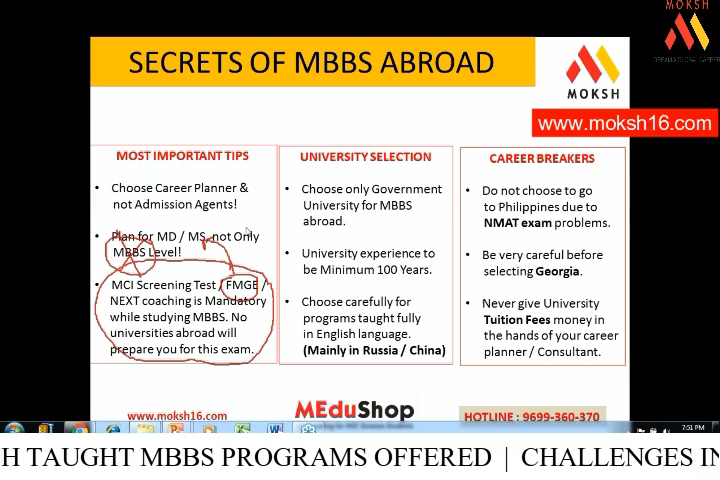 MOKSH
SECRETS OF MBBS ABROAD
MOKSH
www.moksh16.com
MOST IMPORTANT TIPS
• Choose Career Planner &
not Admission Agents!
• Plan for MD / MS, not Only
MBBS Level!
• MCI Screening Test / FMGE /
NEXT coaching is Mandatory
while studying MBBS. No
universities abroad will
prepare you for this exam.
UNIVERSITY SELECTION
• Choose only Government
University for MBBS
abroad.
• University experience to
be Minimum 100 Years.
• Choose carefully for
programs taught fully
in English language.
(Mainly in Russia / China)
CAREER BREAKERS
• Do not choose to go
to Philippines due to
NMAT exam problems.
• Be very careful before
selecting Georgia.
• Never give University
Tuition Fees money in
the hands of your career
planner / Consultant.
www.moksh16.com
MEduShop
HOTLINE : 9699-360-370
7:51 PM
H TAUGHT MBBS PROGRAMS OFFERED | CHALLENGES IN